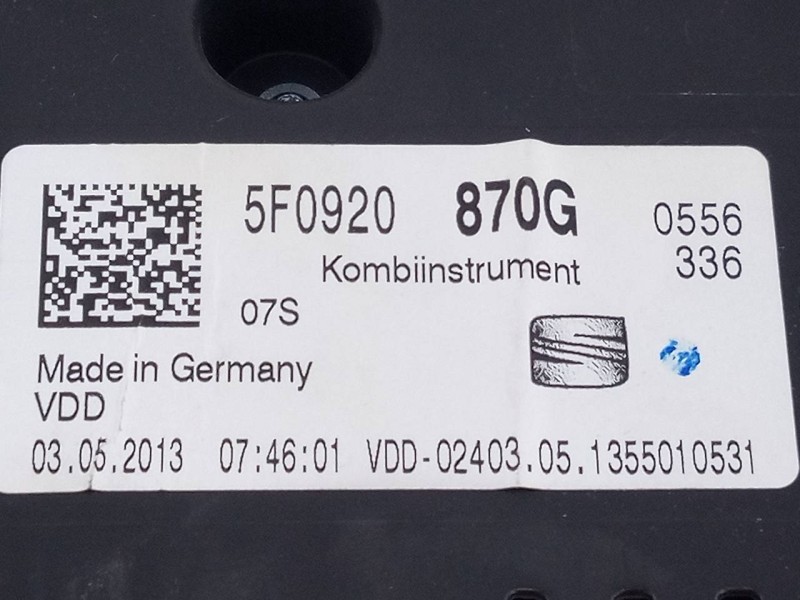 5F0920 870G 0556
Kombiinstrument 336
07S
Made in Germany
VDD
03.05.2013 07:46:01 VDD-02403.05.1355010531